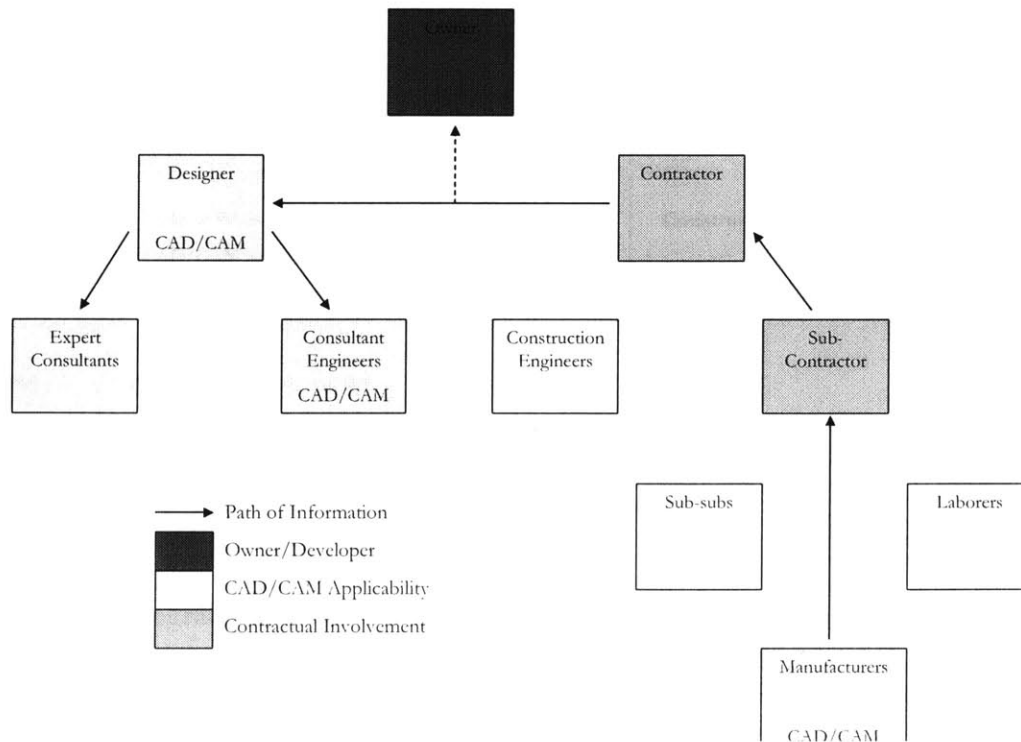 Owner
Designer
CAD/CAM
Contractor
Expert
Consultants
Consultant
Engineers
CAD/CAM
Construction
Engineers
Sub-
Contractor
Sub-subs
Laborers
Path of Information
Owner/Developer
CAD/CAM Applicability
Contractual Involvement
Manufacturers
CAD/CAM